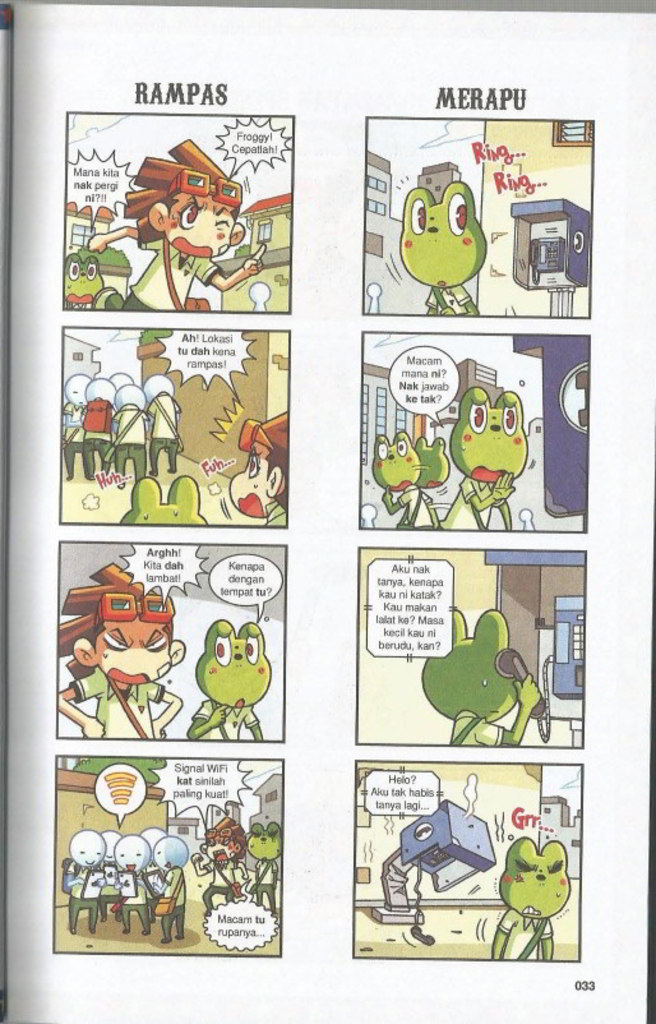 RAMPAS
Froggy!
Cepatlah!
Mana kita
nak pergi
ni?!!
Ah! Lokasi
tu dah kena
rampas!
Huh...
Fuh...
Arghh!
Kita dah
lambat!
Kenapa
dengan
tempat tu?
Signal WiFi
kat sinilah
paling kuat!
Macam tu
rupanya...
MERAPU
Ring...
Ring...
Macam
mana ni?
Nak jawab
ke tak?
Aku nak
tanya, kenapa
kau ni katak?
Kau makan
lalat ke? Masa
kecil kau ni
berudu, kan?
Helo?
Aku tak habis
tanya lagi...
Grr...
033